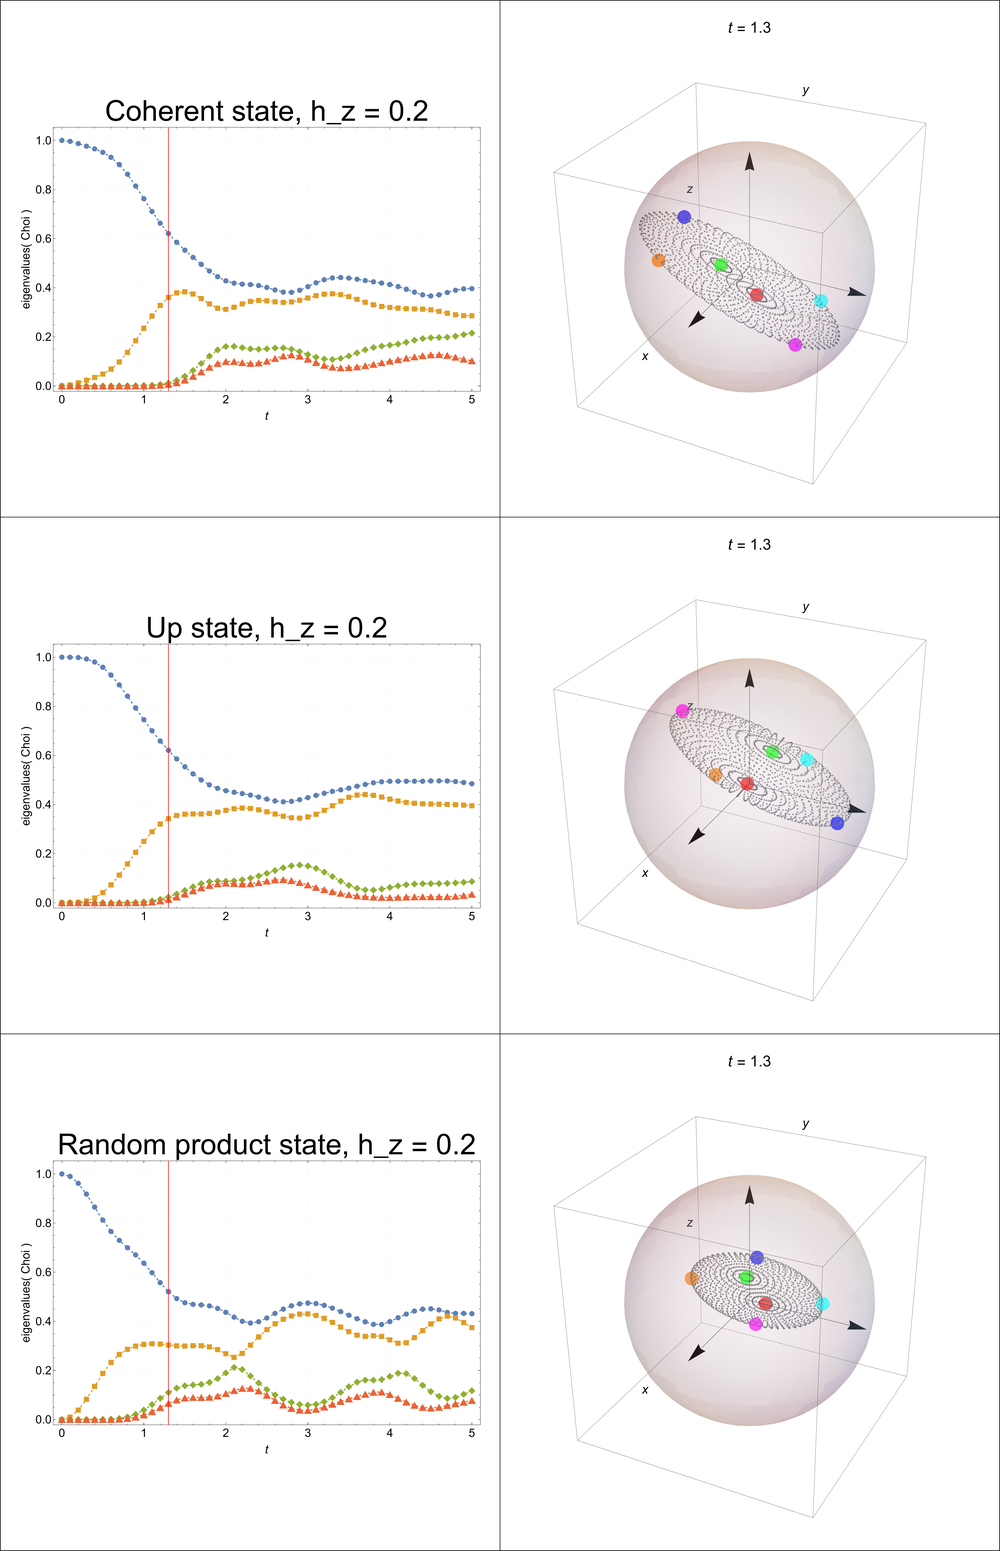 Coherent state, h_z = 0.2
eigenvalues( Choi )
1.0
0.8
0.6
0.4
0.2
0.0
0 1 2 3 4 5
t
t = 1.3
y
z
x
Up state, h_z = 0.2
eigenvalues( Choi )
1.0
0.8
0.6
0.4
0.2
0.0
0 1 2 3 4 5
t
t = 1.3
y
z
x
Random product state, h_z = 0.2
eigenvalues( Choi )
1.0
0.8
0.6
0.4
0.2
0.0
0 1 2 3 4 5
t
t = 1.3
y
z
x